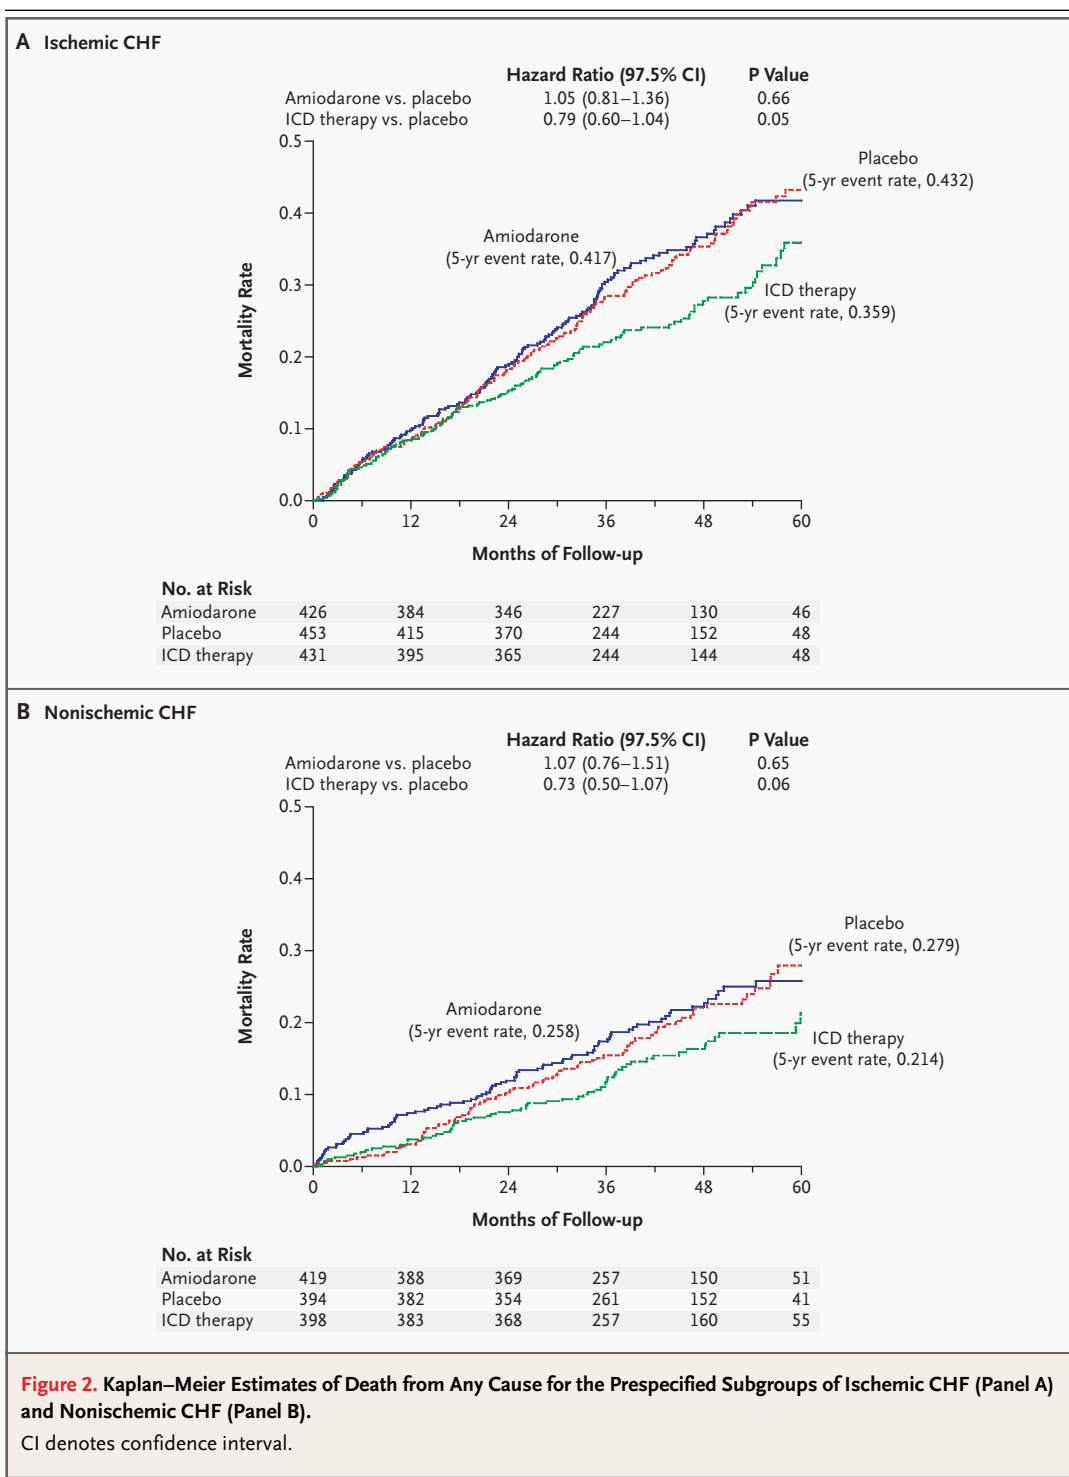 A Ischemic CHF
Hazard Ratio (97.5% CI) P Value
Amiodarone vs. placebo 1.05 (0.81–1.36) 0.66
ICD therapy vs. placebo 0.79 (0.60–1.04) 0.05
0.5
0.4
0.3
0.2
0.1
0.0
Mortality Rate
Placebo
(5-yr event rate, 0.432)
Amiodarone
(5-yr event rate, 0.417)
ICD therapy
(5-yr event rate, 0.359)
0 12 24 36 48 60
Months of Follow-up
No. at Risk
Amiodarone 426 384 346 227 130 46
Placebo 453 415 370 244 152 48
ICD therapy 431 395 365 244 144 48
B Nonischemic CHF
Hazard Ratio (97.5% CI) P Value
Amiodarone vs. placebo 1.07 (0.76–1.51) 0.65
ICD therapy vs. placebo 0.73 (0.50–1.07) 0.06
0.5
0.4
0.3
0.2
0.1
0.0
Mortality Rate
Placebo
(5-yr event rate, 0.279)
Amiodarone
(5-yr event rate, 0.258)
ICD therapy
(5-yr event rate, 0.214)
0 12 24 36 48 60
Months of Follow-up
No. at Risk
Amiodarone 419 388 369 257 150 51
Placebo 394 382 354 261 152 41
ICD therapy 398 383 368 257 160 55
Figure 2. Kaplan–Meier Estimates of Death from Any Cause for the Prespecified Subgroups of Ischemic CHF (Panel A)
and Nonischemic CHF (Panel B).
CI denotes confidence interval.